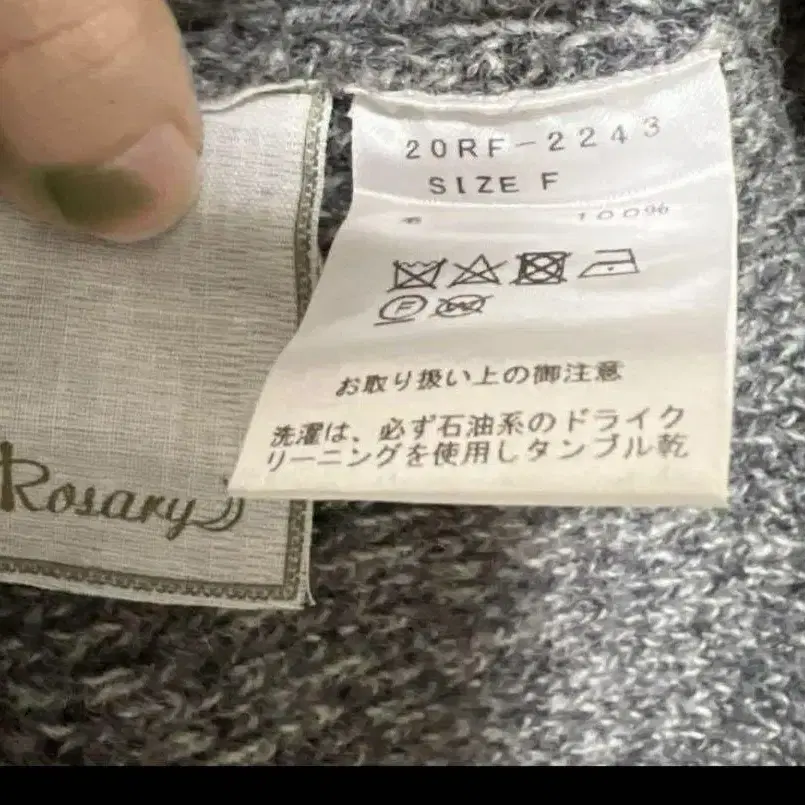 20RF-2243
SIZE F
毛 100%
F
W
お取り扱い上の御注意
洗濯は、必ず石油系のドライク
リーニングを使用しタンブル乾
Rosary